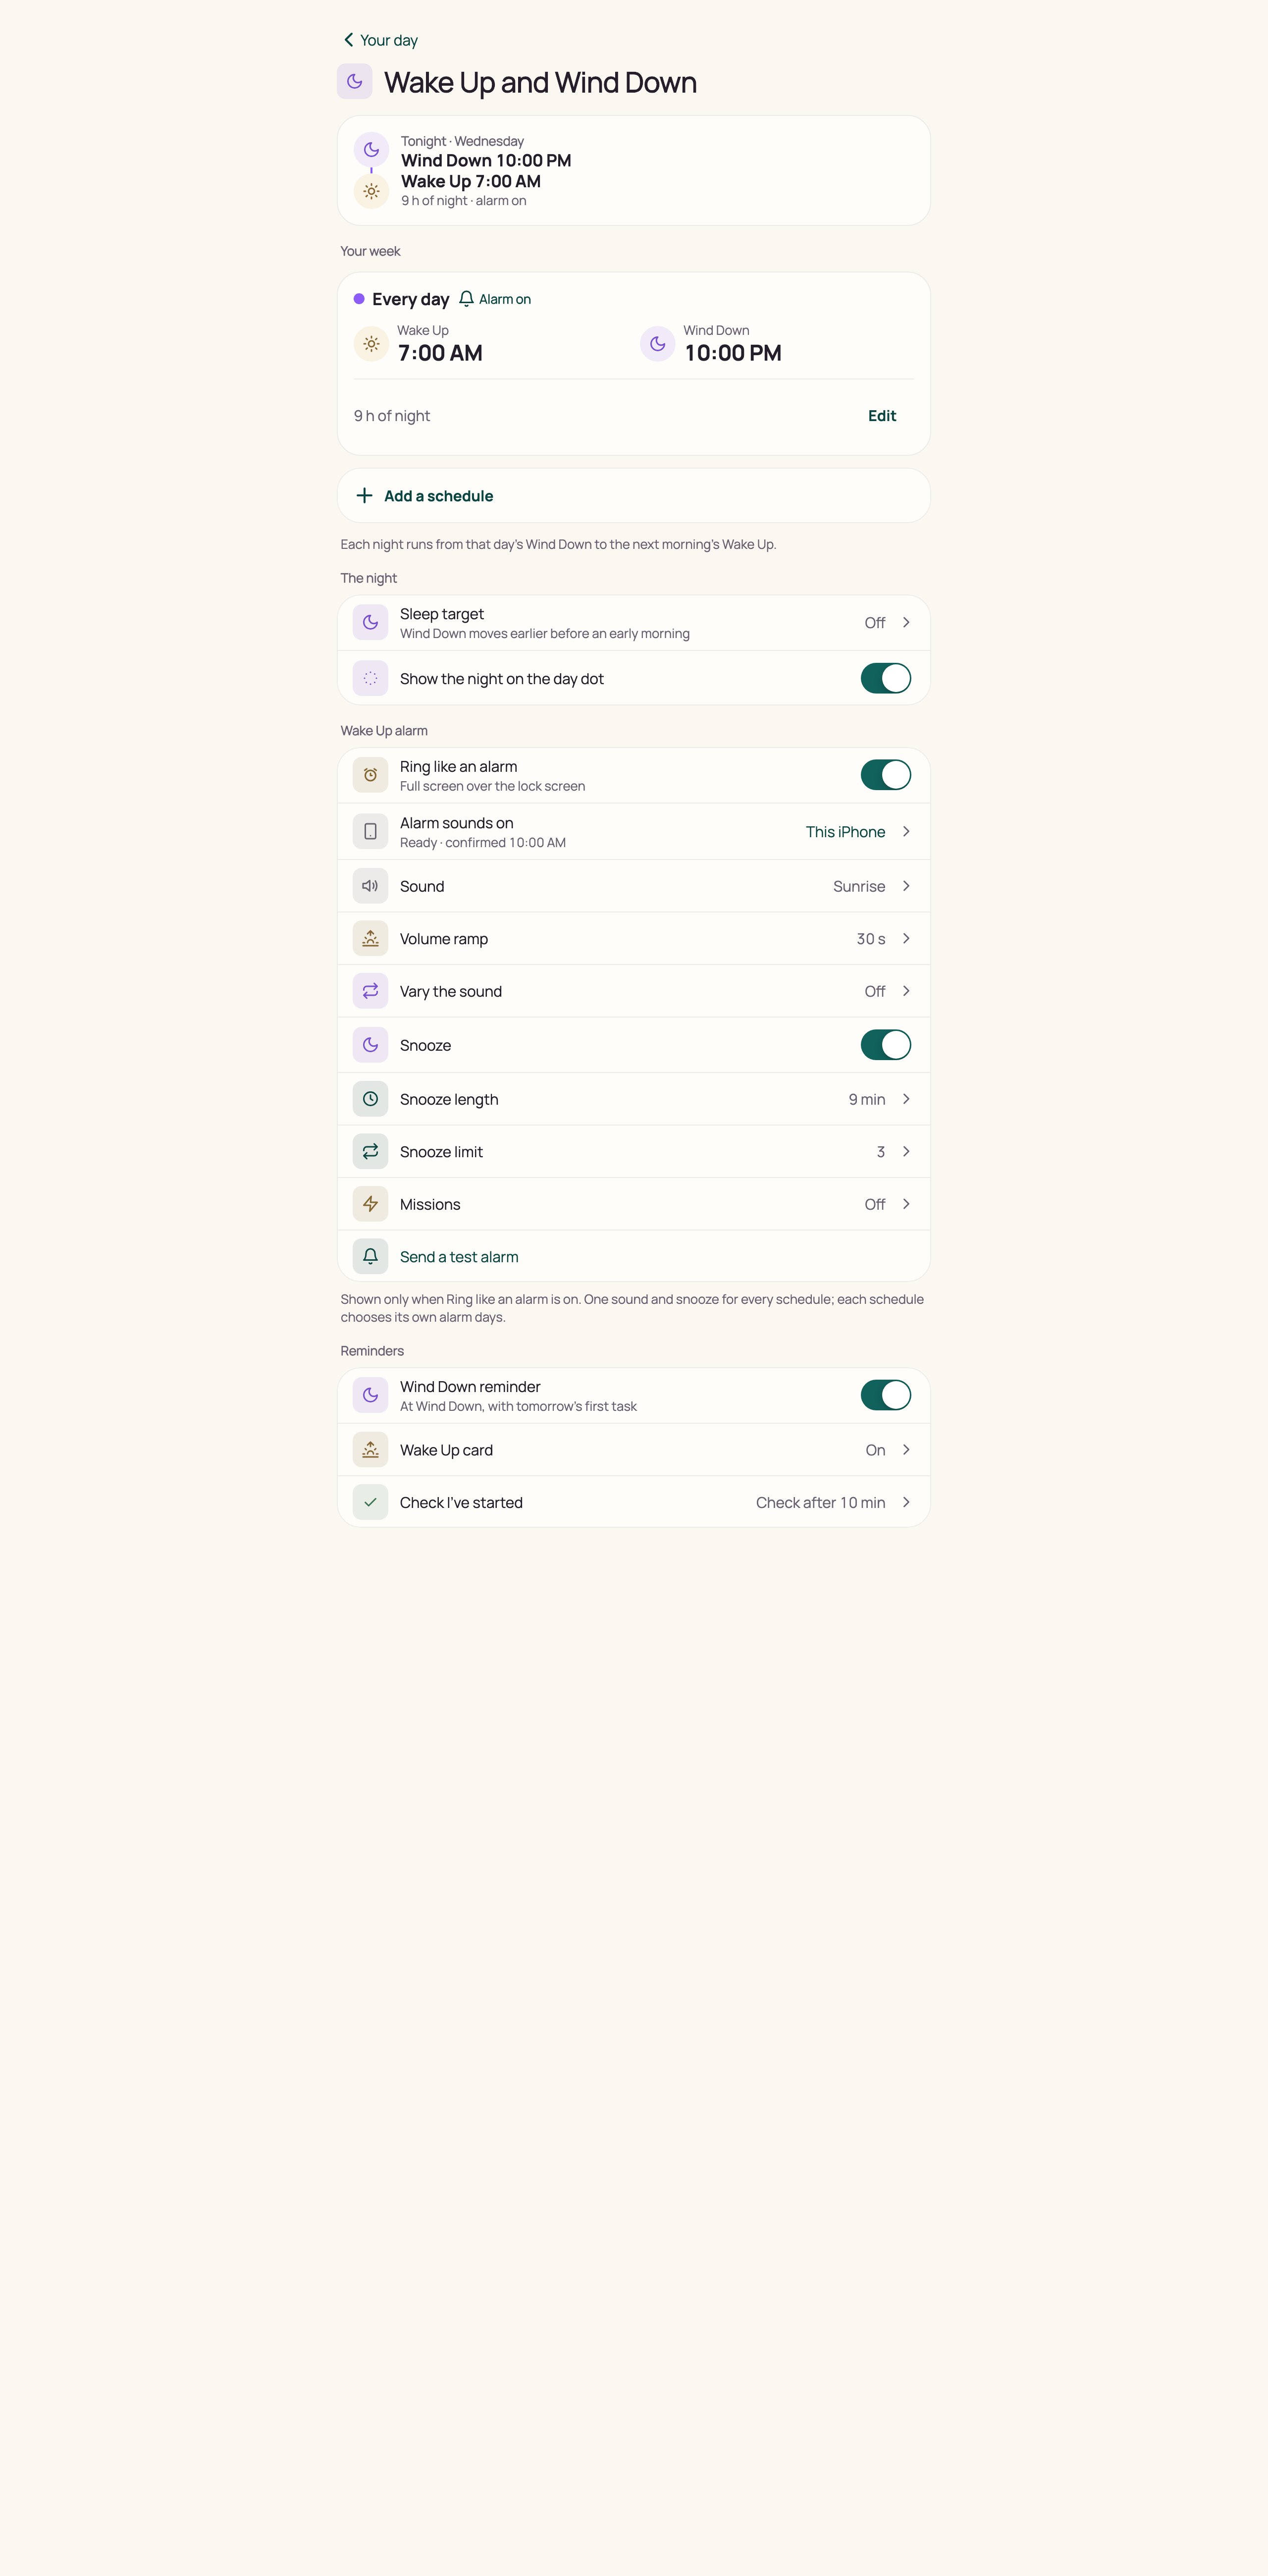 Your day
Wake Up and Wind Down
Tonight · Wednesday
Wind Down 10:00 PM
Wake Up 7:00 AM
9 h of night · alarm on
Your week
Every day Alarm on
Wake Up
7:00 AM
Wind Down
10:00 PM
9 h of night
Edit
Add a schedule
Each night runs from that day's Wind Down to the next morning's Wake Up.
The night
Sleep target
Wind Down moves earlier before an early morning
Off
Show the night on the day dot
Wake Up alarm
Ring like an alarm
Full screen over the lock screen
Alarm sounds on
Ready · confirmed 10:00 AM
This iPhone
Sound
Sunrise
Volume ramp
30 s
Vary the sound
Off
Snooze
Snooze length
9 min
Snooze limit
3
Missions
Off
Send a test alarm
Shown only when Ring like an alarm is on. One sound and snooze for every schedule; each schedule
chooses its own alarm days.
Reminders
Wind Down reminder
At Wind Down, with tomorrow's first task
Wake Up card
On
Check I've started
Check after 10 min